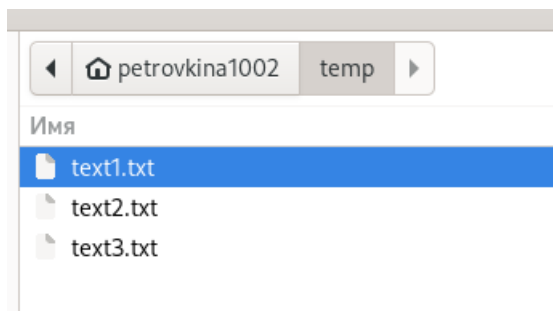 petrovkina1002 temp
Имя
text1.txt
text2.txt
text3.txt